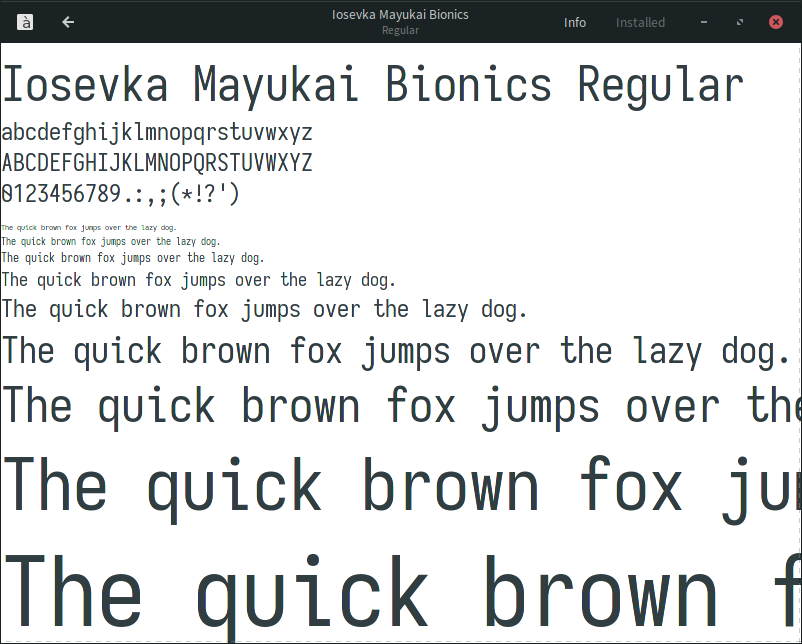 à
Iosevka Mayukai Bionics
Regular
Info
Installed
Iosevka Mayukai Bionics Regular
abcdefghijklmnopqrstuvwxyz
ABCDEFGHIJKLMNOPQRSTUVWXYZ
0123456789.:,;(*!?')
The quick brown fox jumps over the lazy dog.
The quick brown fox jumps over the lazy dog.
The quick brown fox jumps over the lazy dog.
The quick brown fox jumps over the lazy dog.
The quick brown fox jumps over the lazy dog.
The quick brown fox jumps over the lazy dog.
The quick brown fox jumps over the
The quick brown fox ju
The quick brown f